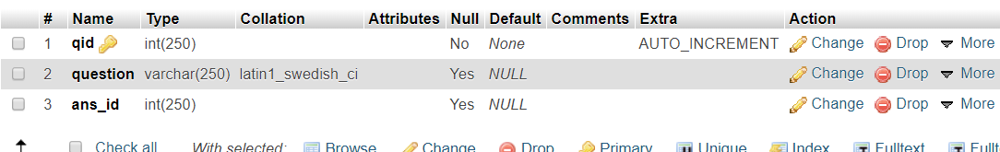 # Name Type Collation Attributes Null Default Comments Extra Action
1 qid int(250) No None AUTO_INCREMENT Change Drop More
2 question varchar(250) latin1_swedish_ci Yes NULL Change Drop More
3 ans_id int(250) Yes NULL Change Drop More
Check all With selected: Browse Change Drop Primary Unique Index Fulltext Fullt